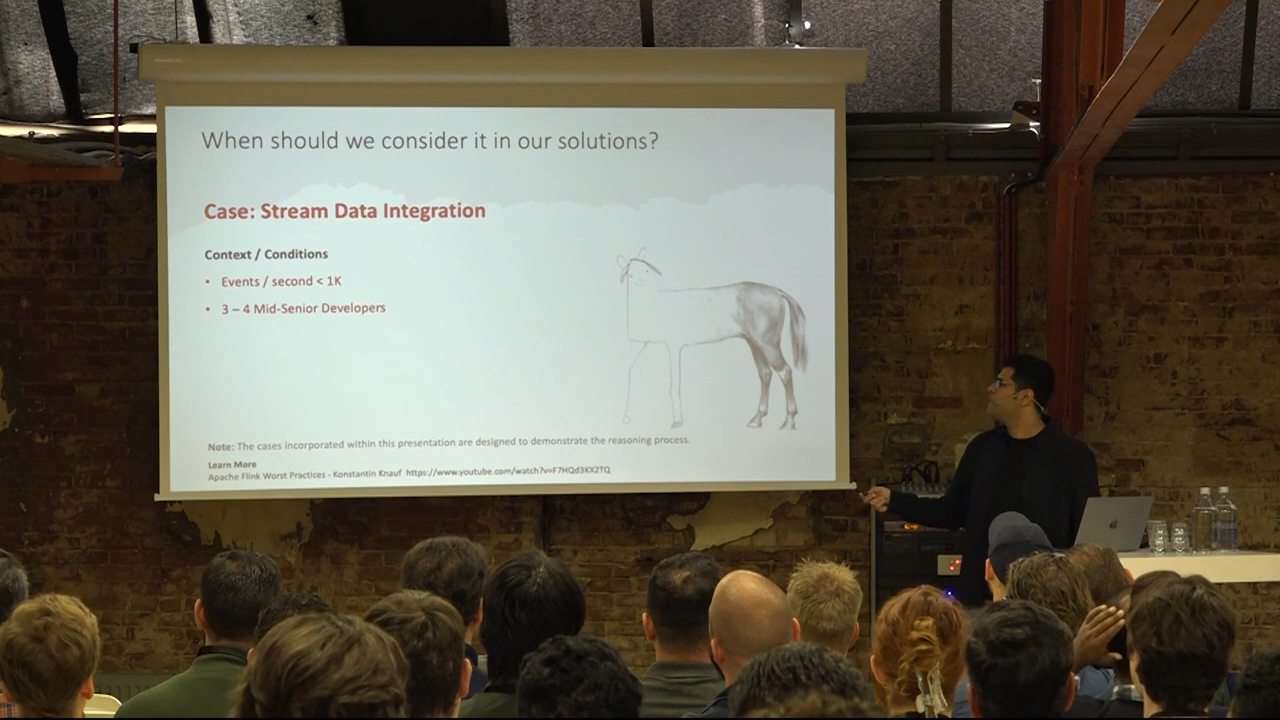 When should we consider it in our solutions?
Case: Stream Data Integration
Context / Conditions
• Events / second < 1K
• 3 – 4 Mid-Senior Developers
Note: The cases incorporated within this presentation are designed to demonstrate the reasoning process.
Learn More
Apache Flink Worst Practices - Konstantin Knauf https://www.youtube.com/watch?v=F7HQd3KX2TQ